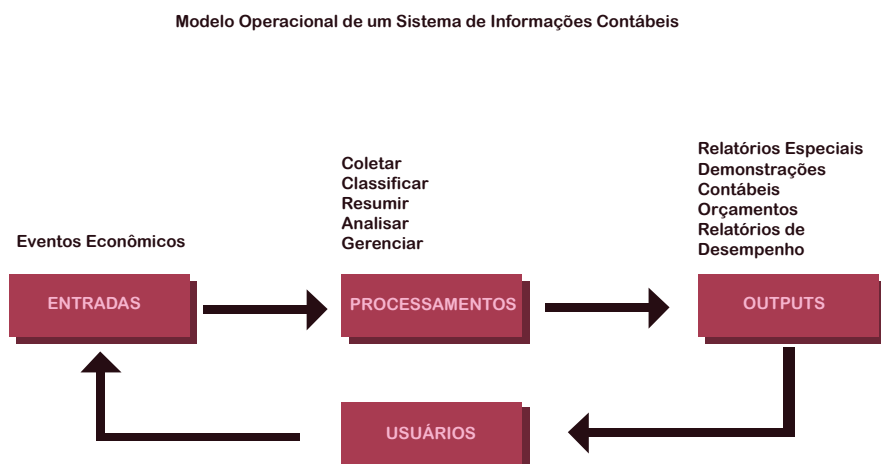 Modelo Operacional de um Sistema de Informações Contábeis
Eventos Econômicos
ENTRADAS
Coletar
Classificar
Resumir
Analisar
Gerenciar
PROCESSAMENTOS
Relatórios Especiais
Demonstrações
Contábeis
Orçamentos
Relatórios de
Desempenho
OUTPUTS
USUÁRIOS